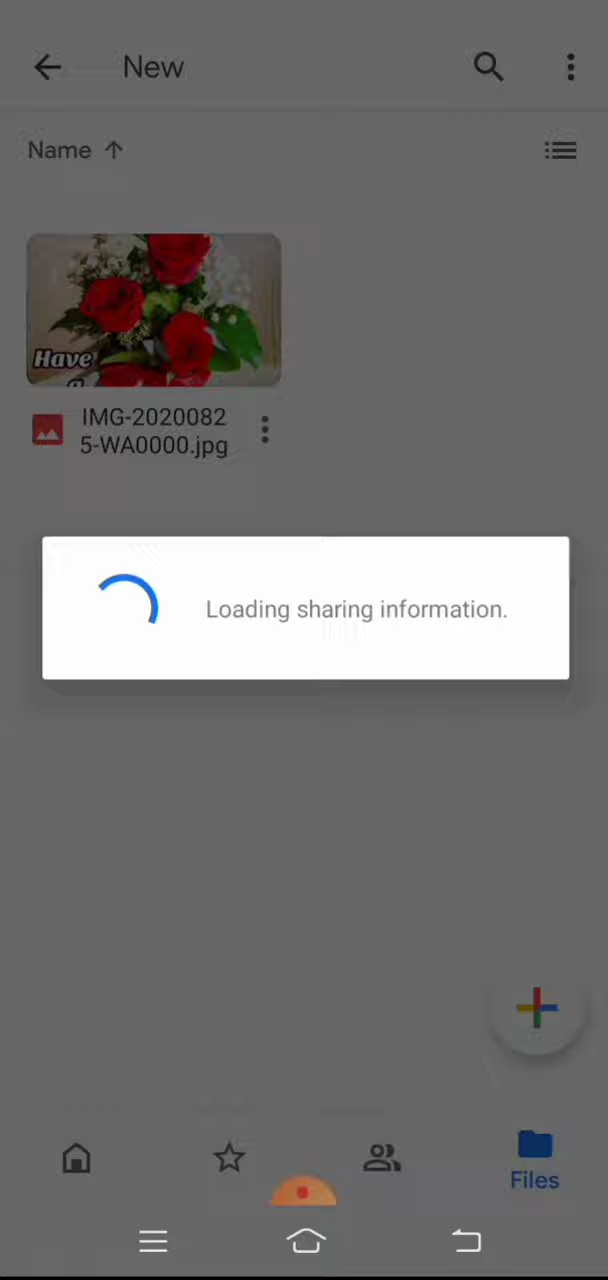 New
Name
Have
a
IMG-2020082
5-WA0000.jpg
Loading sharing information.
Files